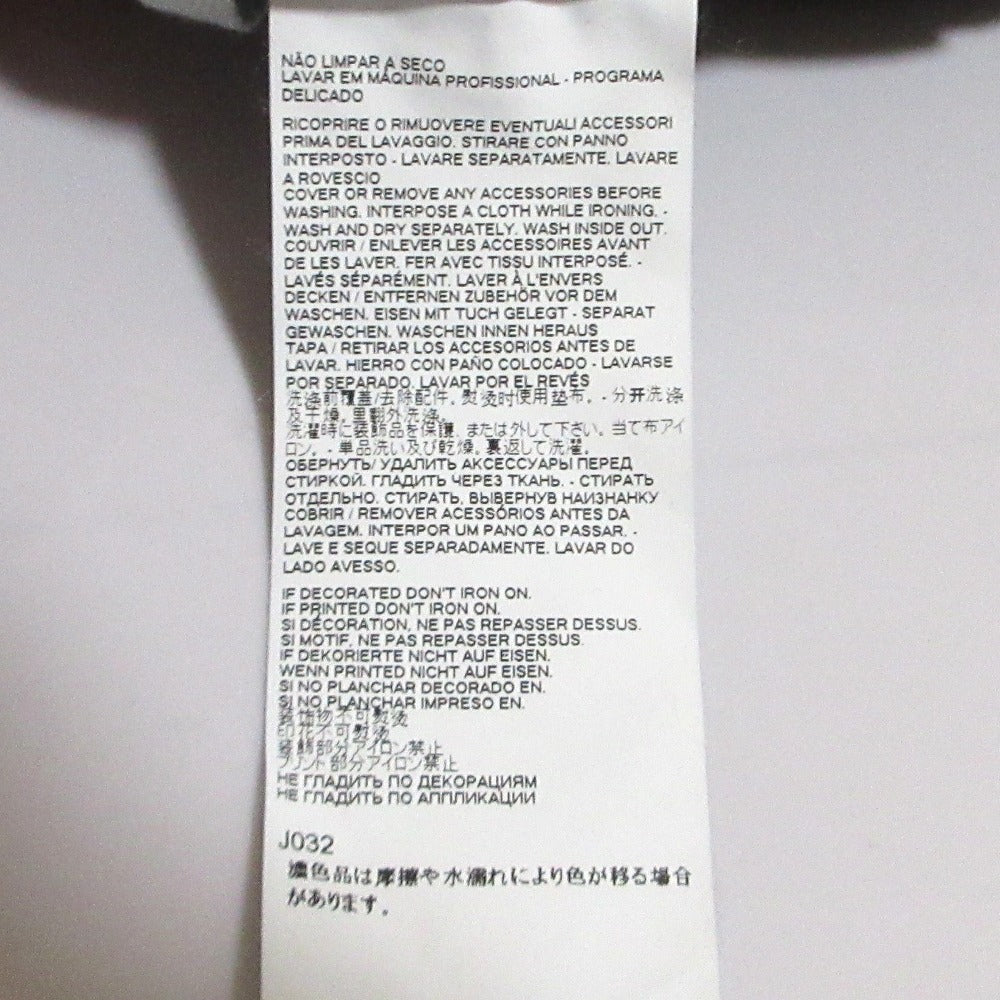 NÃO LIMPAR A SECO
LAVAR EM MÁQUINA PROFISSIONAL - PROGRAMA
DELICADO
RICOPRIRE O RIMUOVERE EVENTUALI ACCESSORI
PRIMA DEL LAVAGGIO. STIRARE CON PANNO
INTERPOSTO - LAVARE SEPARATAMENTE. LAVARE
A ROVESCIO
COVER OR REMOVE ANY ACCESSORIES BEFORE
WASHING. INTERPOSE A CLOTH WHILE IRONING. -
WASH AND DRY SEPARATELY. WASH INSIDE OUT.
COUVRIR / ENLEVER LES ACCESSOIRES AVANT
DE LES LAVER. FER AVEC TISSU INTERPOSÉ. -
LAVÉS SÉPARÉMENT. LAVER À L'ENVERS
DECKEN / ENTFERNEN ZUBEHÖR VOR DEM
WASCHEN. EISEN MIT TUCH GELEGT - SEPARAT
GEWASCHEN. WASCHEN INNEN HERAUS
TAPA / RETIRAR LOS ACCESORIOS ANTES DE
LAVAR. HIERRO CON PAÑO COLOCADO - LAVARSE
POR SEPARADO. LAVAR POR EL REVÉS
洗涤前覆盖/去除配件。熨烫时使用垫布。- 分开洗涤
及干燥。里翻外洗涤。
洗濯時に装飾品を保護、または外して下さい。当て布アイ
ロン。- 単品洗い及び乾燥。裏返して洗濯。
ОБЕРНУТЬ/ УДАЛИТЬ АКСЕССУАРЫ ПЕРЕД
СТИРКОЙ. ГЛАДИТЬ ЧЕРЕЗ ТКАНЬ. - СТИРАТЬ
ОТДЕЛЬНО. СТИРАТЬ, ВЫВЕРНУВ НАИЗНАНКУ
COBRIR / REMOVER ACESSÓRIOS ANTES DA
LAVAGEM. INTERPOR UM PANO AO PASSAR. -
LAVE E SEQUE SEPARADAMENTE. LAVAR DO
LADO AVESSO.
IF DECORATED DON'T IRON ON.
IF PRINTED DON'T IRON ON.
SI DÉCORATION, NE PAS REPASSER DESSUS.
SI MOTIF, NE PAS REPASSER DESSUS.
IF DEKORIERTE NICHT AUF EISEN.
WENN PRINTED NICHT AUF EISEN.
SI NO PLANCHAR DECORADO EN.
SI NO PLANCHAR IMPRESO EN.
装饰物不可熨烫
印花不可熨烫
装飾部分アイロン禁止
プリント部分アイロン禁止
НЕ ГЛАДИТЬ ПО ДЕКОРАЦИЯМ
НЕ ГЛАДИТЬ ПО АППЛИКАЦИИ
J032
濃色品は摩擦や水濡れにより色が移る場合
があります。